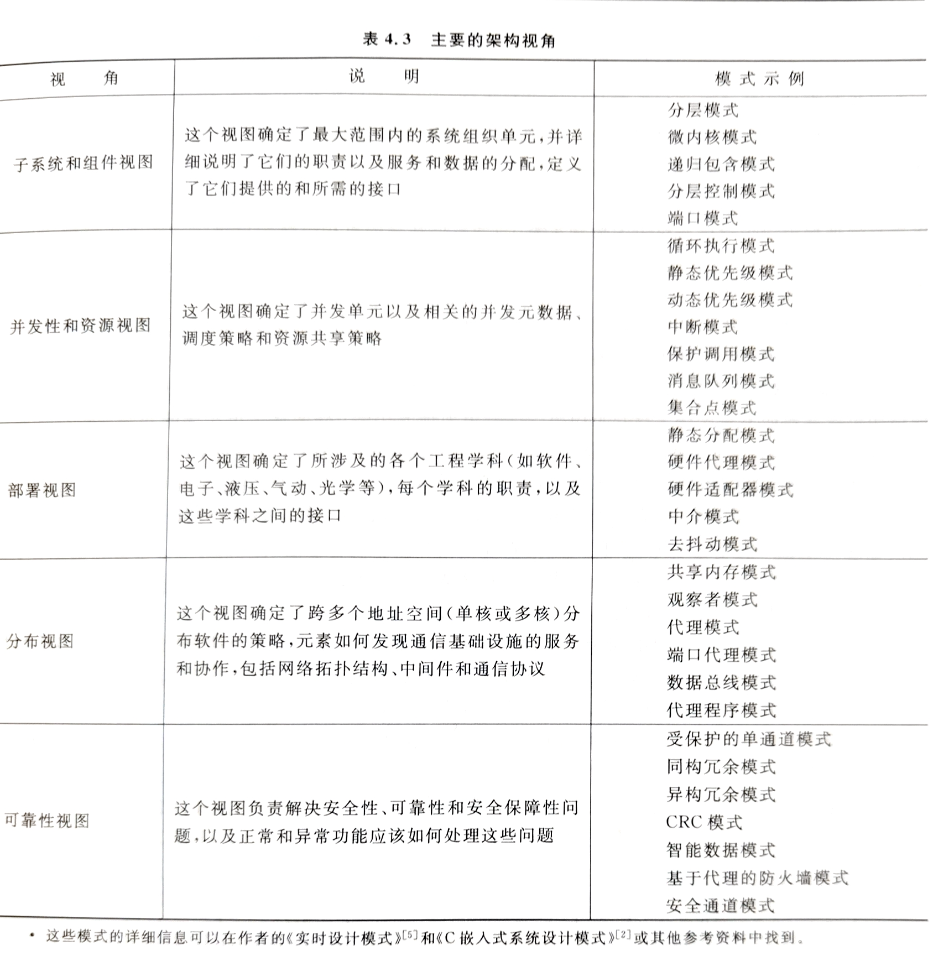 表 4.3 主要的架构视角
视 角 说 明 模 式 示 例
子系统和组件视图
这个视图确定了最大范围内的系统组织单元,并详
细说明了它们的职责以及服务和数据的分配,定义
了它们提供的和所需的接口
分层模式
微内核模式
递归包含模式
分层控制模式
端口模式
并发性和资源视图
这个视图确定了并发单元以及相关的并发元数据、
调度策略和资源共享策略
循环执行模式
静态优先级模式
动态优先级模式
中断模式
保护调用模式
消息队列模式
集合点模式
部署视图
这个视图确定了所涉及的各个工程学科(如软件、
电子、液压、气动、光学等),每个学科的职责,以及
这些学科之间的接口
静态分配模式
硬件代理模式
硬件适配器模式
中介模式
去抖动模式
分布视图
这个视图确定了跨多个地址空间(单核或多核)分
布软件的策略,元素如何发现通信基础设施的服务
和协作,包括网络拓扑结构、中间件和通信协议
共享内存模式
观察者模式
代理模式
端口代理模式
数据总线模式
代理程序模式
可靠性视图
这个视图负责解决安全性、可靠性和安全保障性问
题,以及正常和异常功能应该如何处理这些问题
受保护的单通道模式
同构冗余模式
异构冗余模式
CRC 模式
智能数据模式
基于代理的防火墙模式
安全通道模式
* 这些模式的详细信息可以在作者的《实时设计模式》[5]和《C 嵌入式系统设计模式》[2]或其他参考资料中找到。